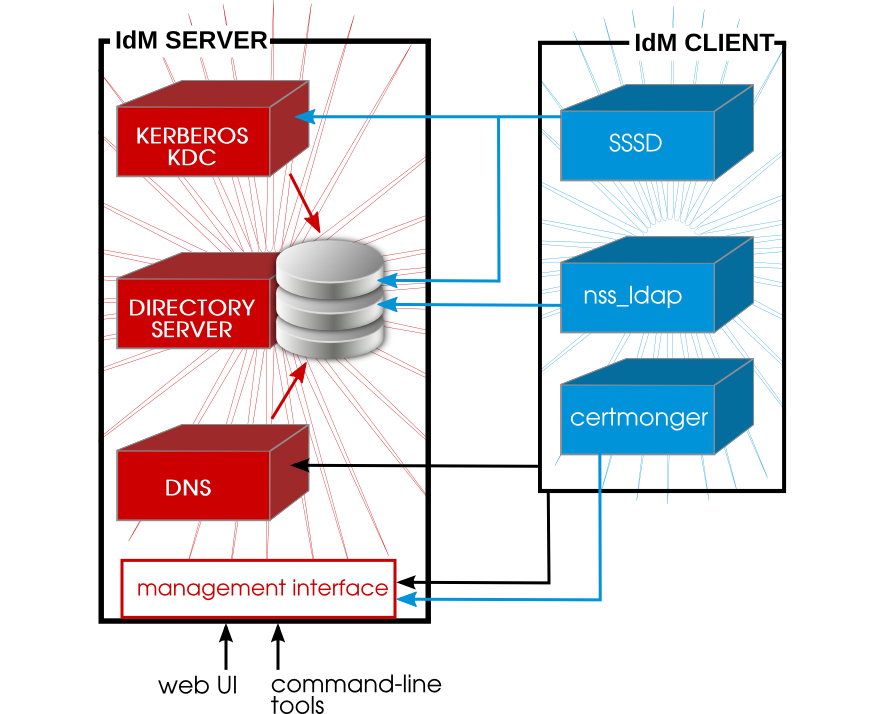 IdM SERVER
IdM CLIENT
KERBEROS
KDC
SSSD
DIRECTORY
SERVER
nss_ldap
certmonger
DNS
management interface
web UI
command-line
tools